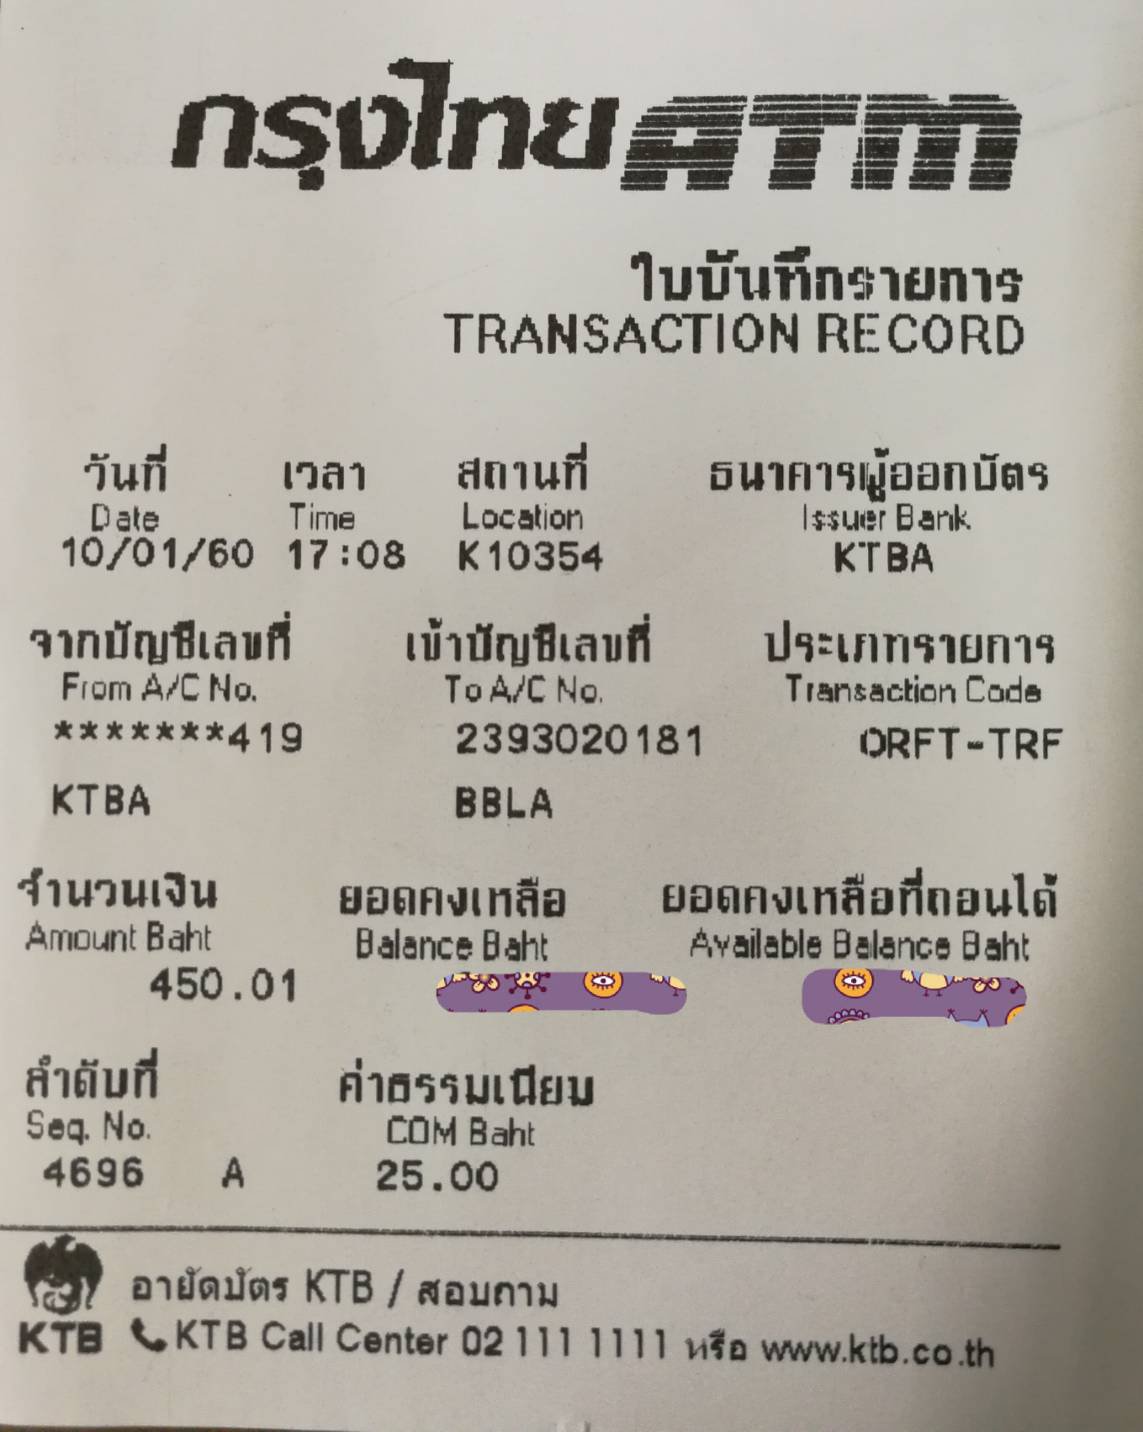 กรุงไทย ATM
ใบบันทึกรายการ
TRANSACTION RECORD
วันที่ เวลา สถานที่ ธนาคารผู้ออกบัตร
Date Time Location Issuer Bank
10/01/60 17:08 K10354 KTBA
จากบัญชีเลขที่ เข้าบัญชีเลขที่ ประเภทรายการ
From A/C No. To A/C No. Transaction Code
*******419 2393020181 ORFT-TRF
KTBA BBLA
จำนวนเงิน ยอดคงเหลือ ยอดคงเหลือที่ถอนได้
Amount Baht Balance Baht Available Balance Baht
450.01
ลำดับที่ ค่าธรรมเนียม
Seq. No. COM Baht
4696 A 25.00
อายัดบัตร KTB / สอบถาม
KTB KTB Call Center 02 111 1111 หรือ www.ktb.co.th